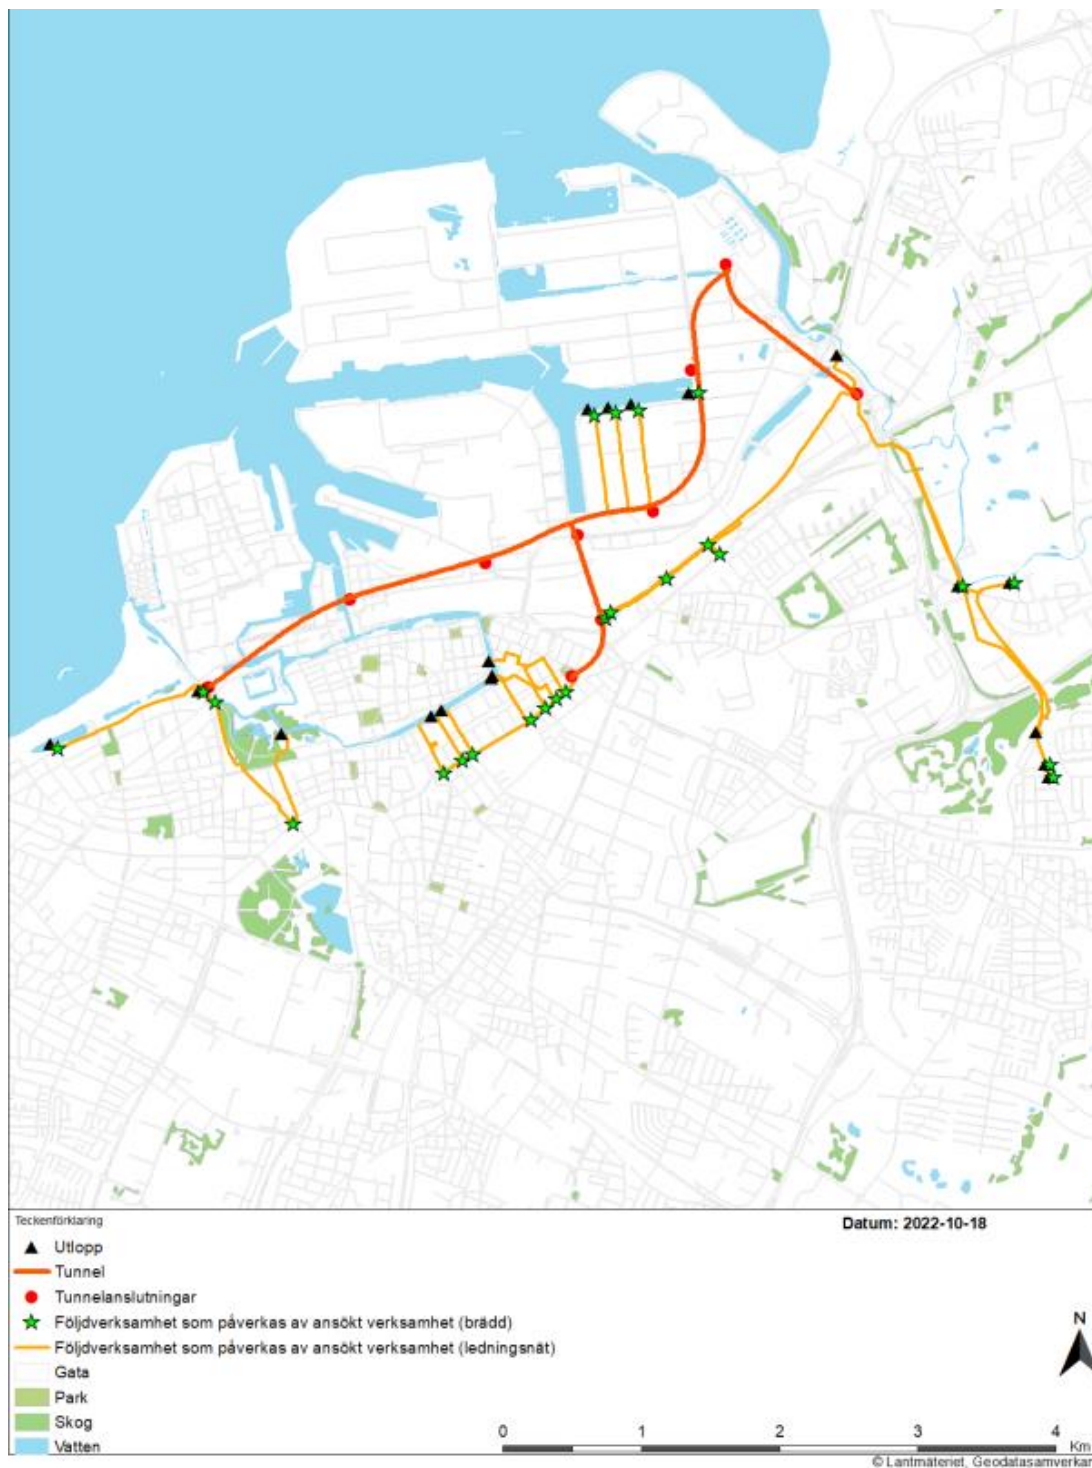 Teckenförklaring
Datum: 2022-10-18
Utlopp
Tunnel
Tunnelanslutningar
Följdverksamhet som påverkas av ansökt verksamhet (brädd)
Följdverksamhet som påverkas av ansökt verksamhet (ledningsnät)
Gata
Park
Skog
Vatten
N
0 1 2 3 4
Km
© Lantmäteriet, Geodatasamverka